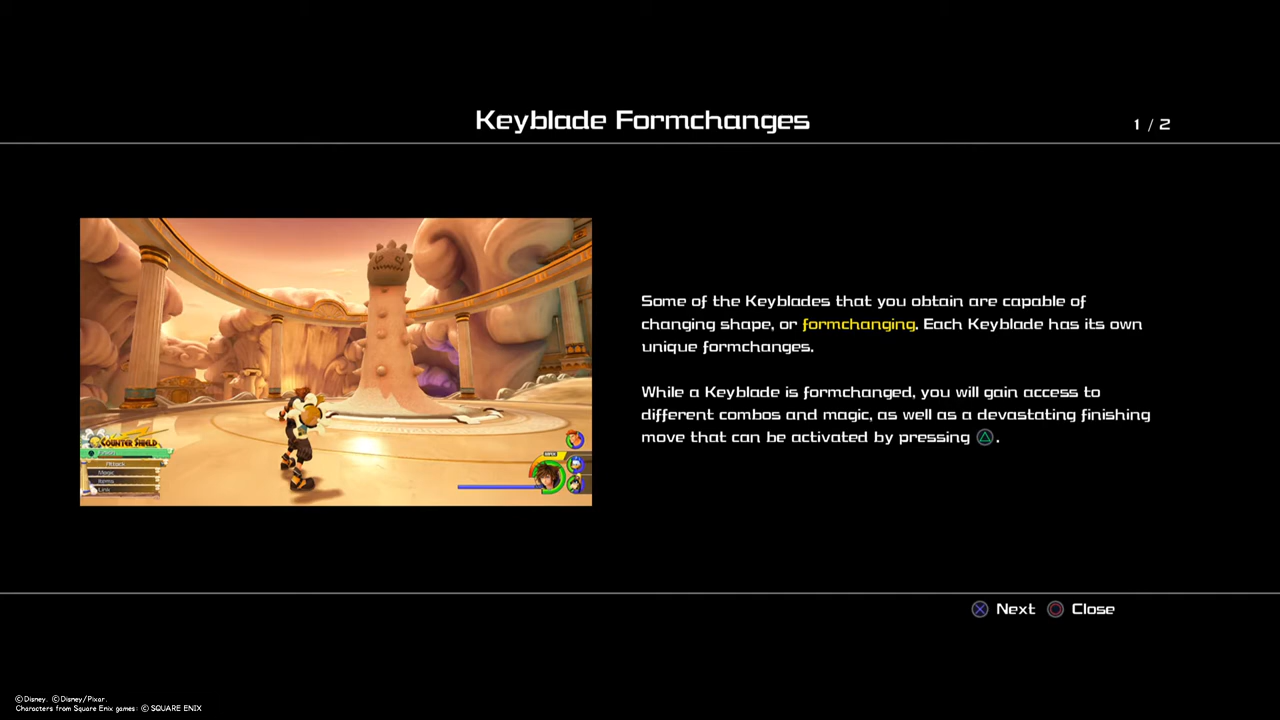 Keyblade Formchanges
1 / 2
Some of the Keyblades that you obtain are capable of
changing shape, or formchanging. Each Keyblade has its own
unique formchanges.
While a Keyblade is formchanged, you will gain access to
different combos and magic, as well as a devastating finishing
move that can be activated by pressing △.
COUNTER SHIELD
Attack
Magic
Items
Link
Next Close
©Disney. ©Disney/Pixar.
Characters from Square Enix games: © SQUARE ENIX